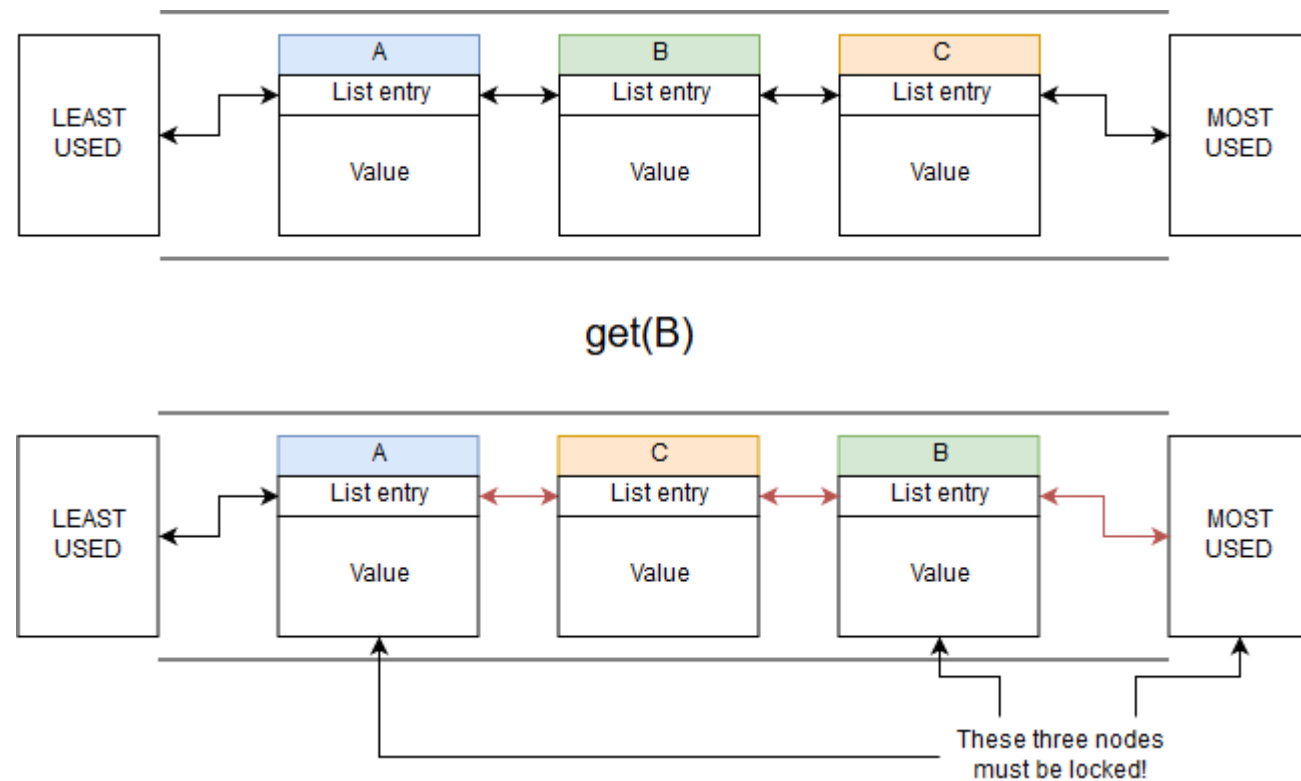 A
B
C
List entry
List entry
List entry
LEAST
USED
MOST
USED
Value
Value
Value
get(B)
A
C
B
List entry
List entry
List entry
LEAST
USED
MOST
USED
Value
Value
Value
These three nodes
must be locked!